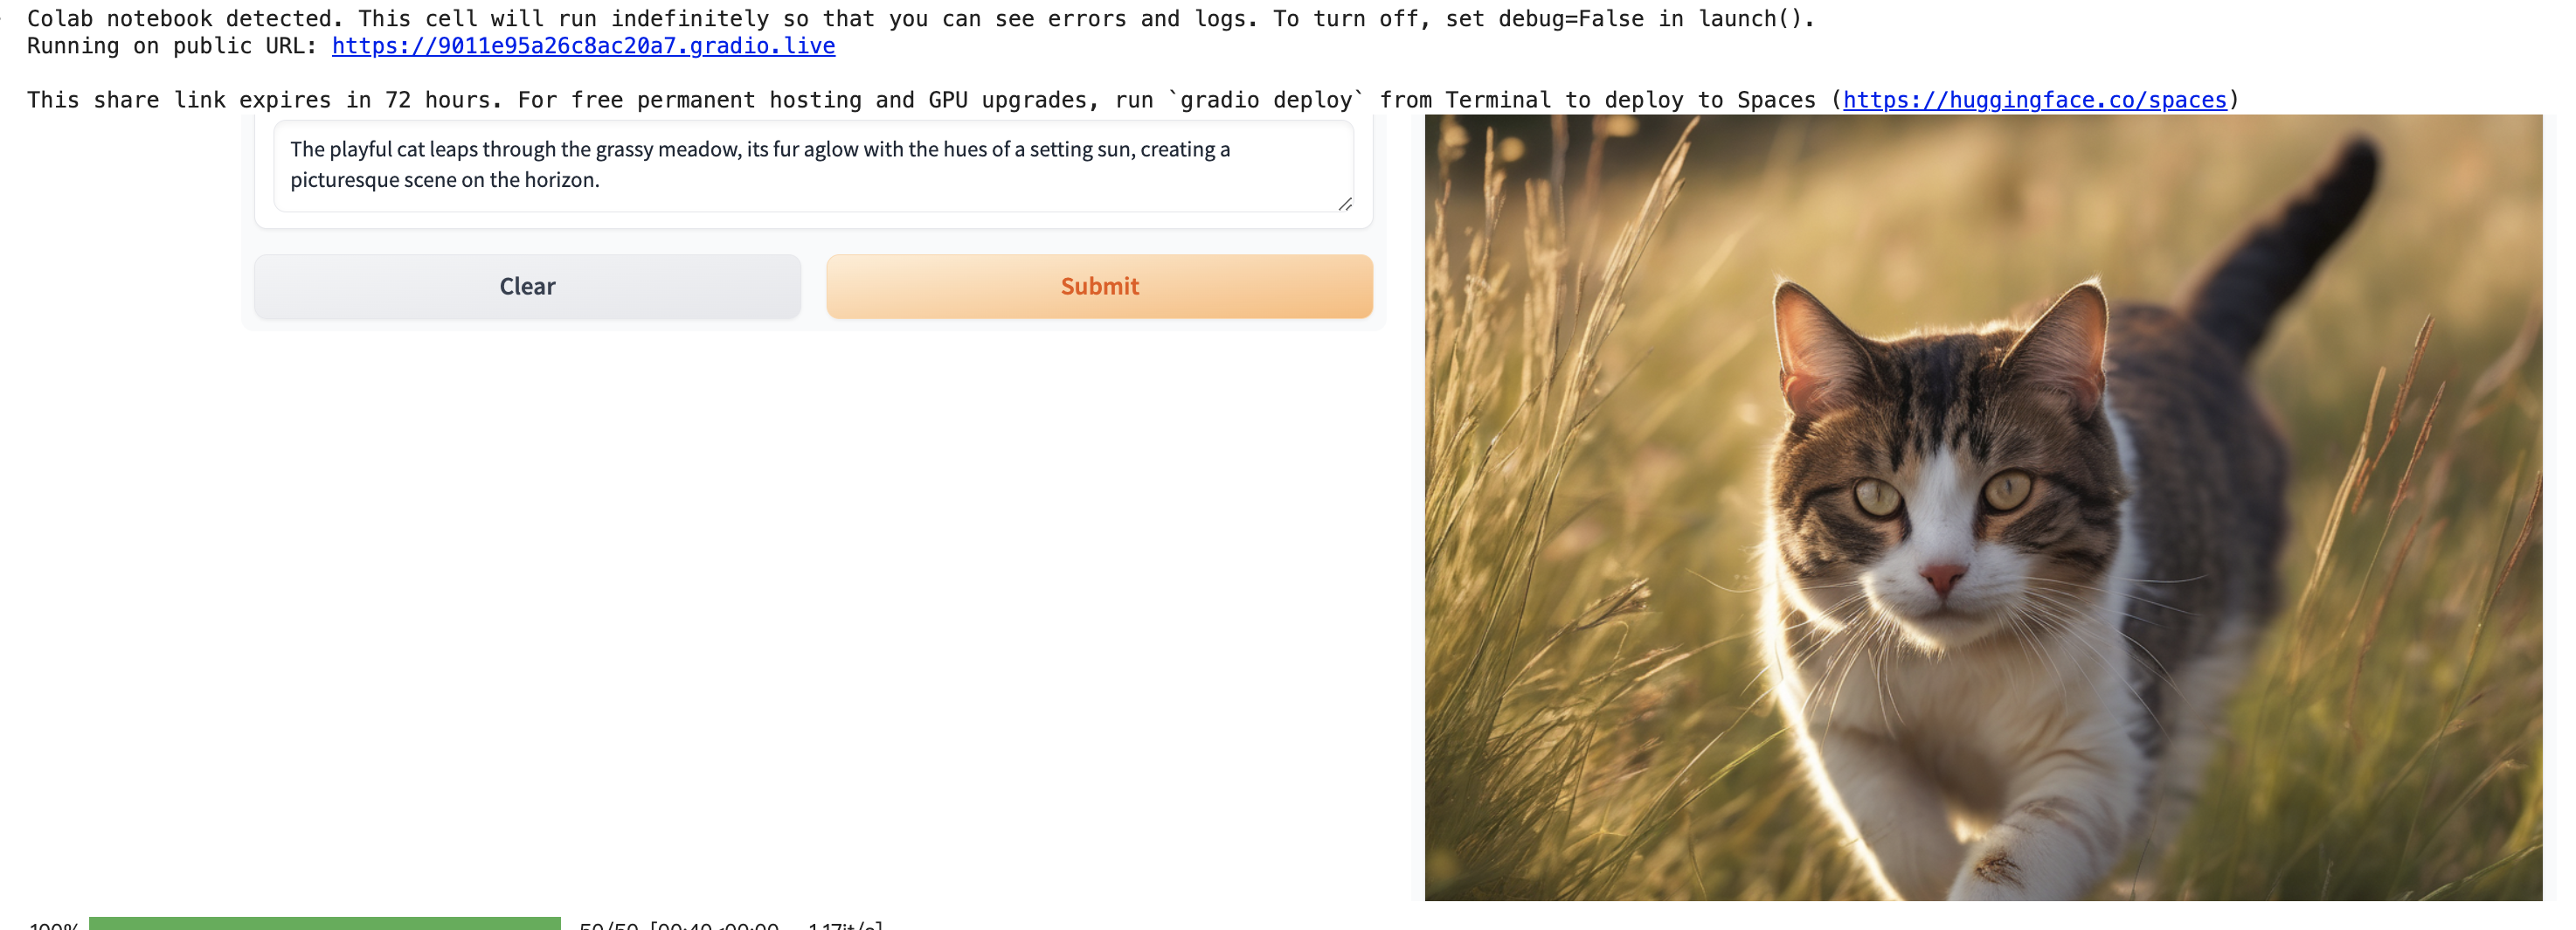 Colab notebook detected. This cell will run indefinitely so that you can see errors and logs. To turn off, set debug=False in launch().
Running on public URL: https://9011e95a26c8ac20a7.gradio.live
This share link expires in 72 hours. For free permanent hosting and GPU upgrades, run `gradio deploy` from Terminal to deploy to Spaces (https://huggingface.co/spaces)
The playful cat leaps through the grassy meadow, its fur aglow with the hues of a setting sun, creating a
picturesque scene on the horizon.
Clear
Submit
100%
50/50 [00:40<00:00,